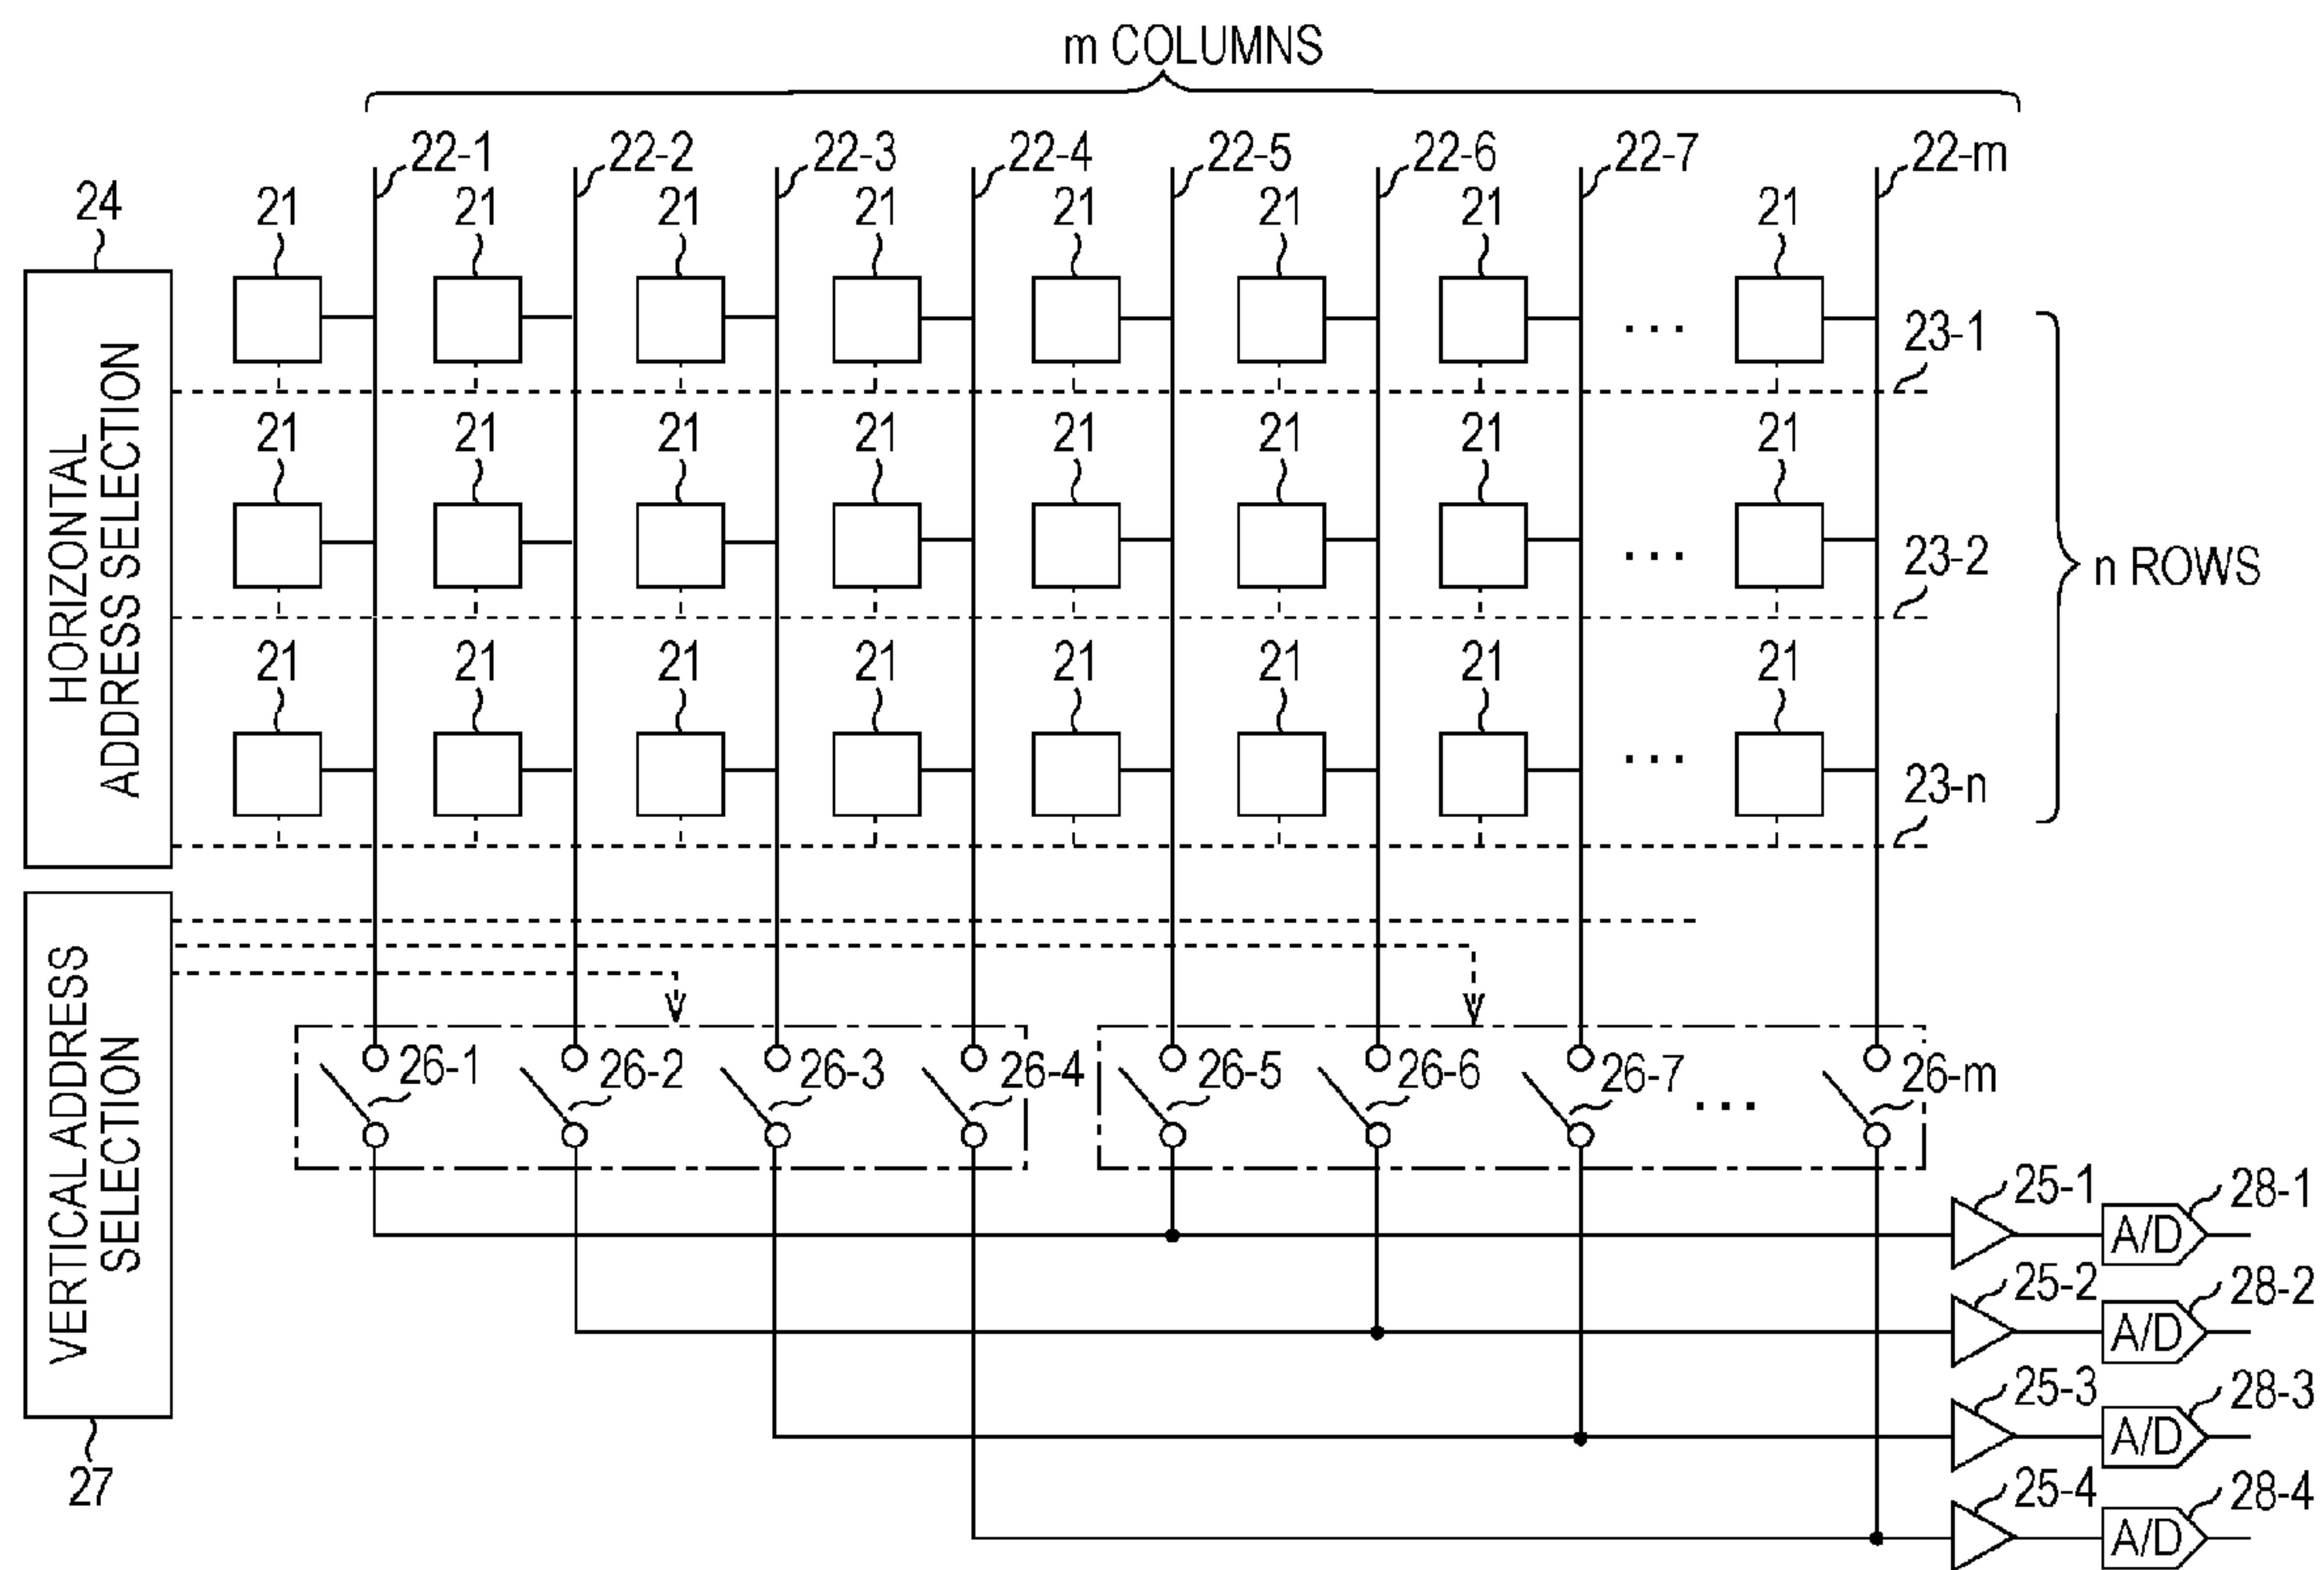 m COLUMNS
22-1 22-2 22-3 22-4 22-5 22-6 22-7 22-m
24 21 21 21 21 21 21 21 21
HORIZONTAL
ADDRESS SELECTION
... 23-1
21 21 21 21 21 21 21 21
... 23-2
n ROWS
21 21 21 21 21 21 21 21
... 23-n
VERTICAL ADDRESS
SELECTION
27
26-1 26-2 26-3 26-4 26-5 26-6 26-7 ... 26-m
25-1 28-1
A/D
25-2 28-2
A/D
25-3 28-3
A/D
25-4 28-4
A/D